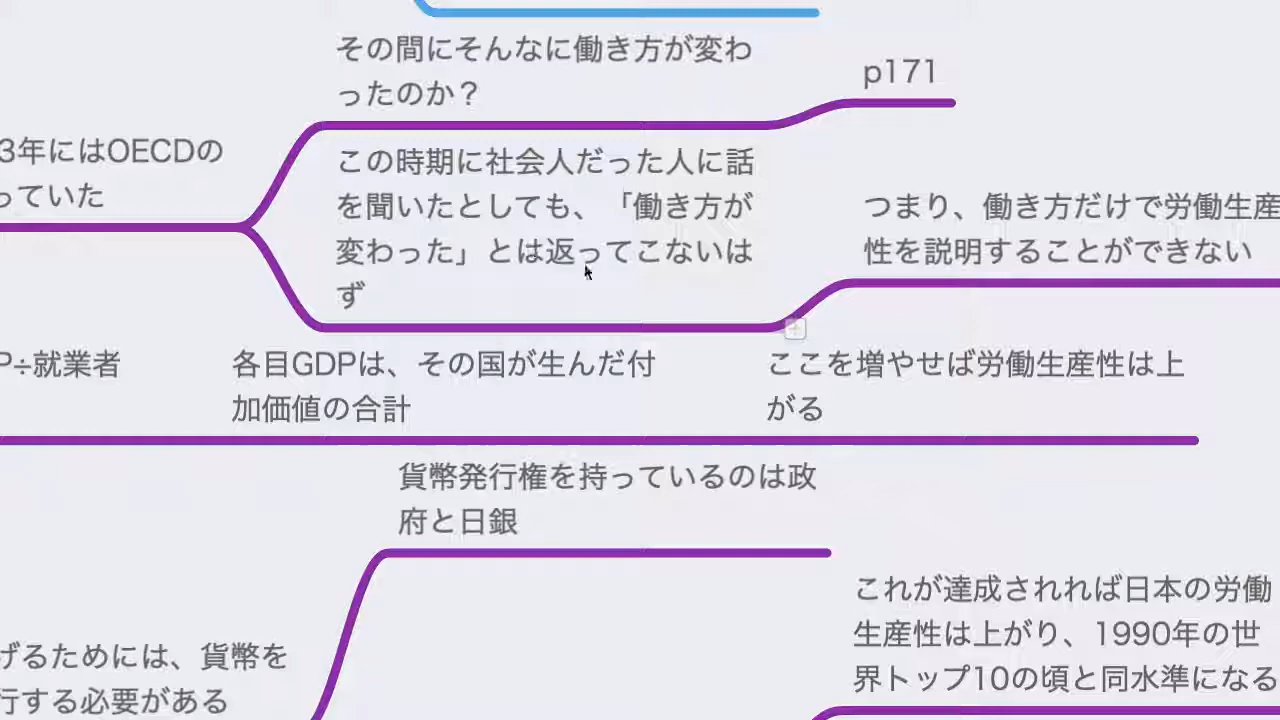 その間にそんなに働き方が変わ
ったのか？
p171
3年にはOECDの
っていた
この時期に社会人だった人に話
を聞いたとしても、「働き方が
変わった」とは返ってこないは
ず
つまり、働き方だけで労働生産
性を説明することができない
P÷就業者
各目GDPは、その国が生んだ付
加価値の合計
ここを増やせば労働生産性は上
がる
貨幣発行権を持っているのは政
府と日銀
げるためには、貨幣を
行する必要がある
これが達成されれば日本の労働
生産性は上がり、1990年の世
界トップ10の頃と同水準になる